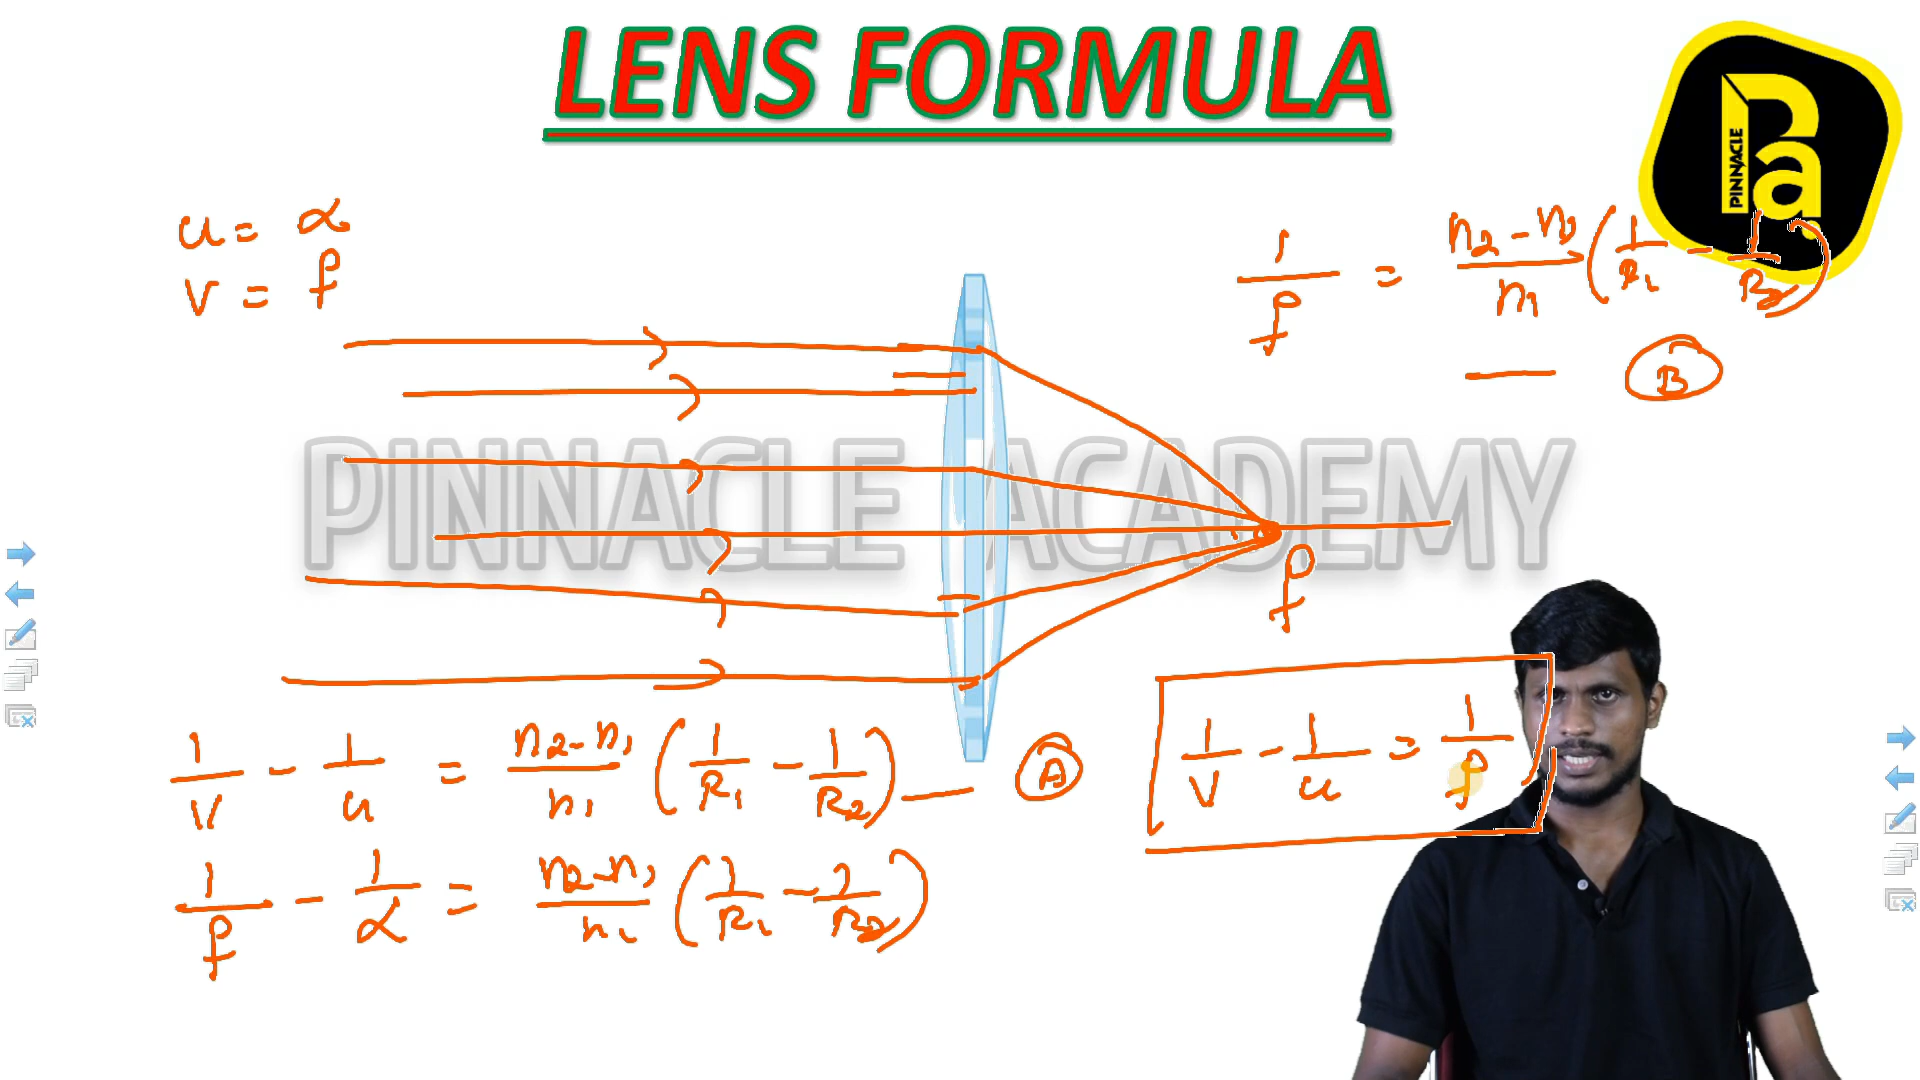 LENS FORMULA
PINNACLE
Pa
u = α
v = f
1/f = n2 - n1/n1 (1/R1 - 1/R2)
— B
PINNACLE ACADEMY
f
1/v - 1/u = n2 - n1/n1 (1/R1 - 1/R2) — A
1/v - 1/u = 1/f
1/f - 1/α = n2 - n1/n1 (1/R1 - 1/R2)